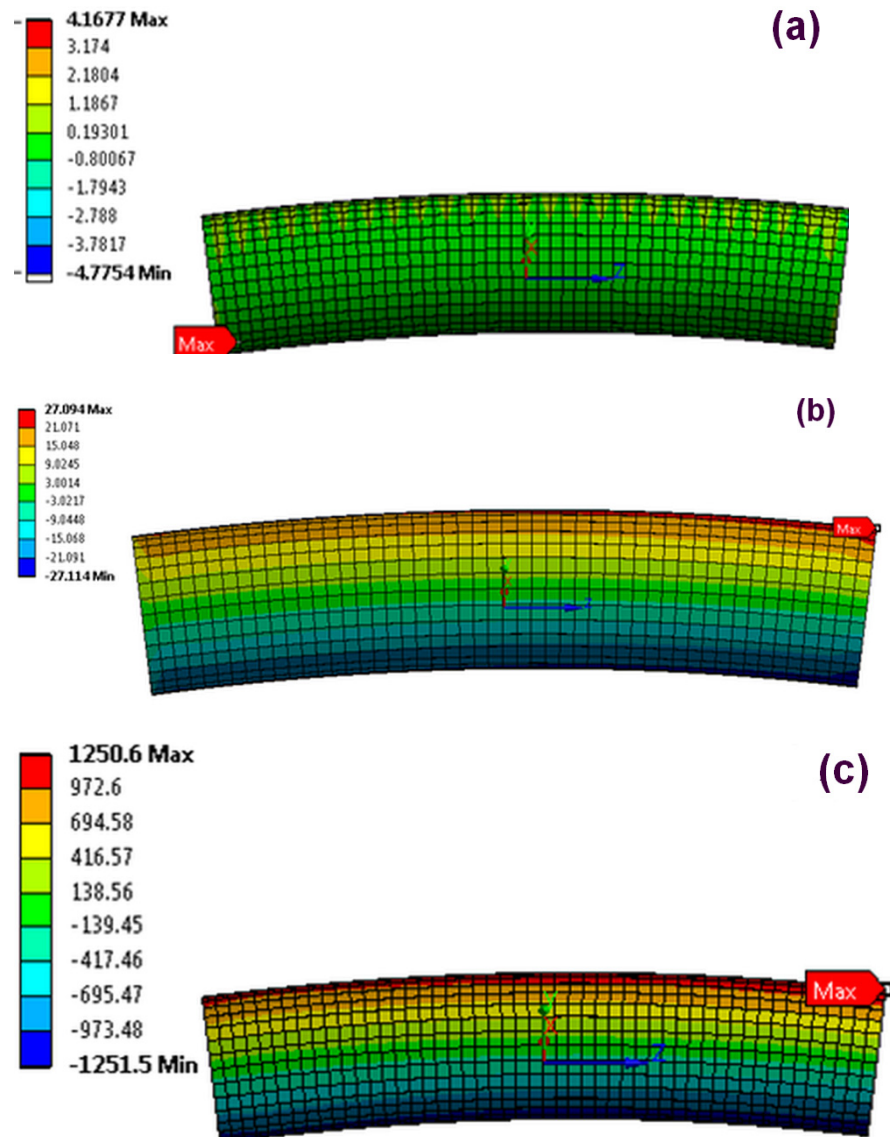 (a)
4.1677 Max
3.174
2.1804
1.1867
0.19301
-0.80067
-1.7943
-2.788
-3.7817
-4.7754 Min
Y
X
Z
Max
(b)
27.094 Max
21.071
15.048
9.0245
3.0014
-3.0217
-9.0448
-15.068
-21.091
-27.114 Min
Max
X
Z
(c)
1250.6 Max
972.6
694.58
416.57
138.56
-139.45
-417.46
-695.47
-973.48
-1251.5 Min
Max
Y
X
Z